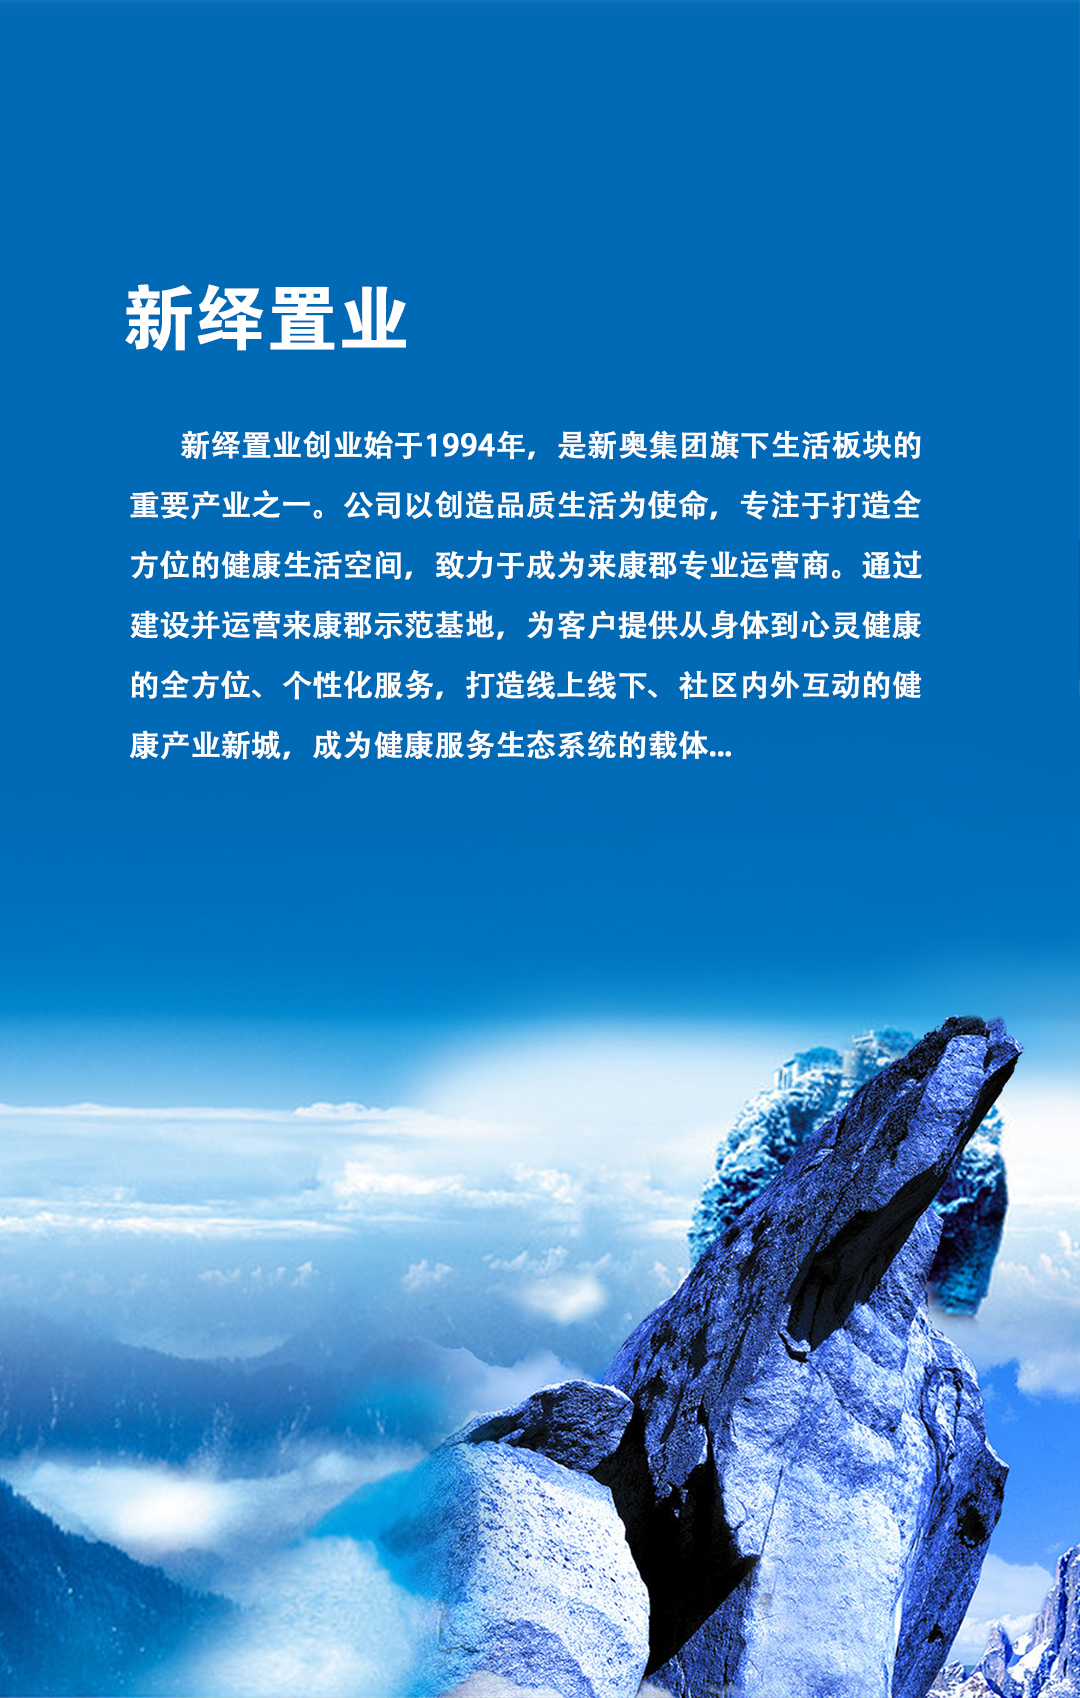 新绎置业
新绎置业创业始于1994年，是新奥集团旗下生活板块的
重要产业之一。公司以创造品质生活为使命，专注于打造全
方位的健康生活空间，致力于成为来康郡专业运营商。通过
建设并运营来康郡示范基地，为客户提供从身体到心灵健康
的全方位、个性化服务，打造线上线下、社区内外互动的健
康产业新城，成为健康服务生态系统的载体...